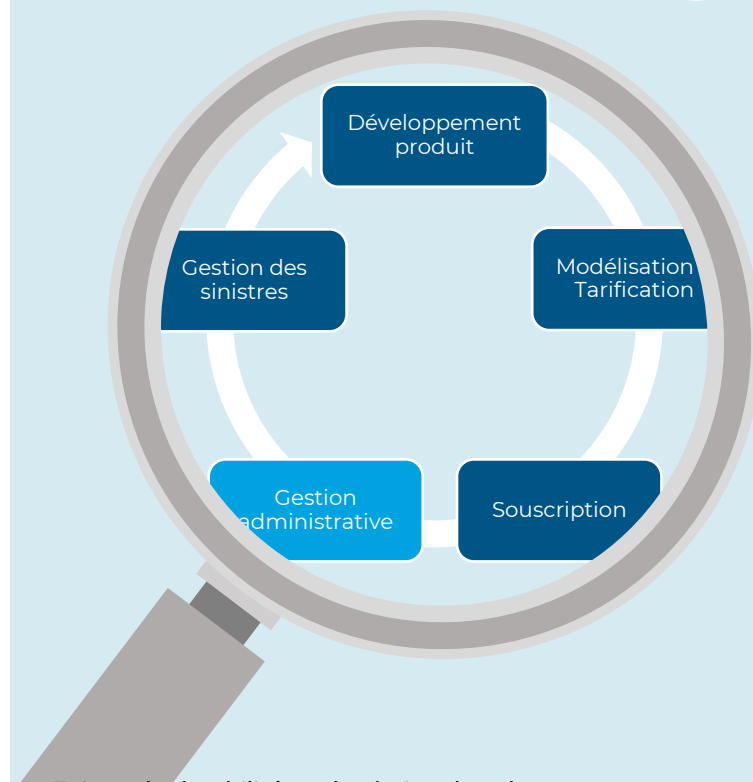 Développement
produit
Gestion des
sinistres
Modélisation
Tarification
Gestion
administrative
Souscription